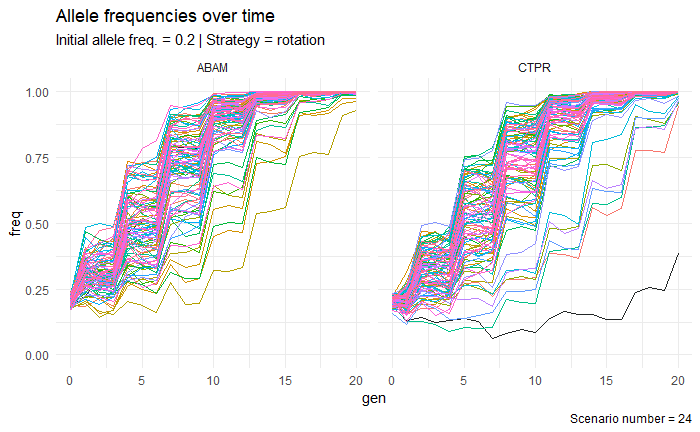 Allele frequencies over time
Initial allele freq. = 0.2 | Strategy = rotation
ABAM
CTPR
1.00
0.75
0.50
0.25
0.00
freq
0
5
10
15
20
0
5
10
15
20
gen
Scenario number = 24